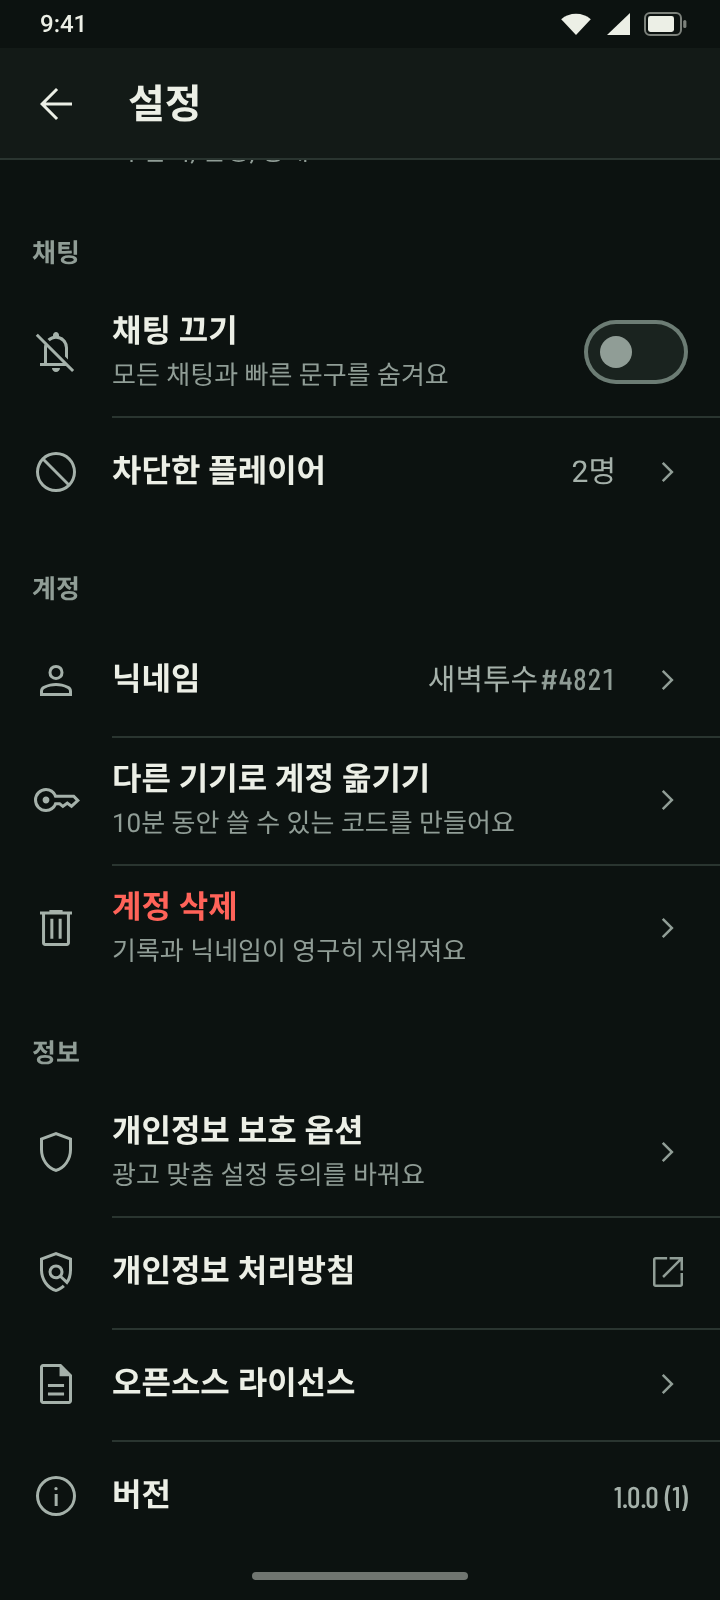 9:41
설정
채팅
채팅 끄기
모든 채팅과 빠른 문구를 숨겨요
차단한 플레이어
2명
계정
닉네임
새벽투수#4821
다른 기기로 계정 옮기기
10분 동안 쓸 수 있는 코드를 만들어요
계정 삭제
기록과 닉네임이 영구히 지워져요
정보
개인정보 보호 옵션
광고 맞춤 설정 동의를 바꿔요
개인정보 처리방침
오픈소스 라이선스
버전
1.0.0 (1)